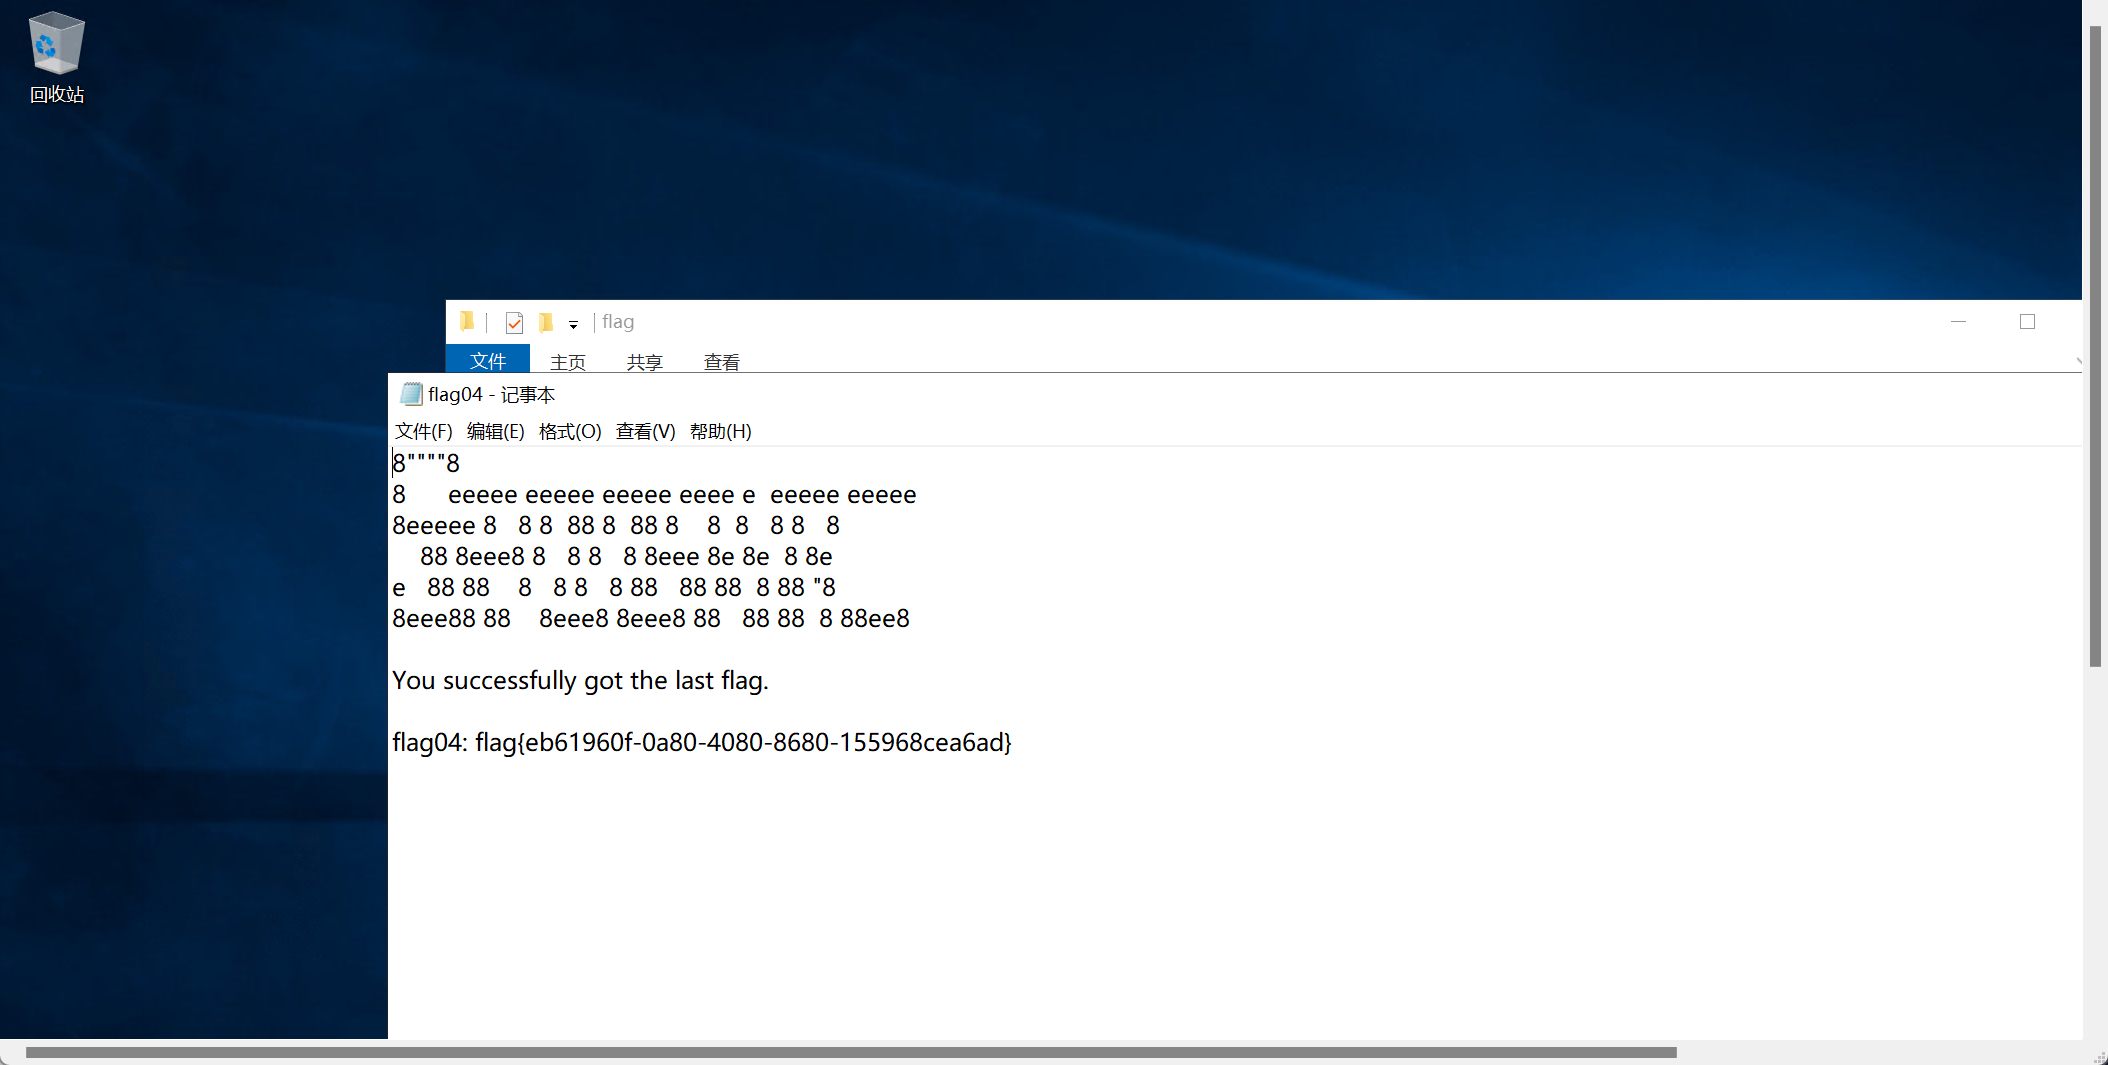 回收站
flag
文件 主页 共享 查看
flag04 - 记事本
文件(F) 编辑(E) 格式(O) 查看(V) 帮助(H)
8""""8
8      eeeee eeeee eeeee eeee e  eeeee eeeee
8eeeee 8   8 8  88 8  88 8    8  8   8 8   8
    88 8eee8 8   8 8   8 8eee 8e 8e  8 8e
e   88 88    8   8 8   8 88   88 88  8 88 "8
8eee88 88    8eee8 8eee8 88   88 88  8 88ee8
You successfully got the last flag.
flag04: flag{eb61960f-0a80-4080-8680-155968cea6ad}